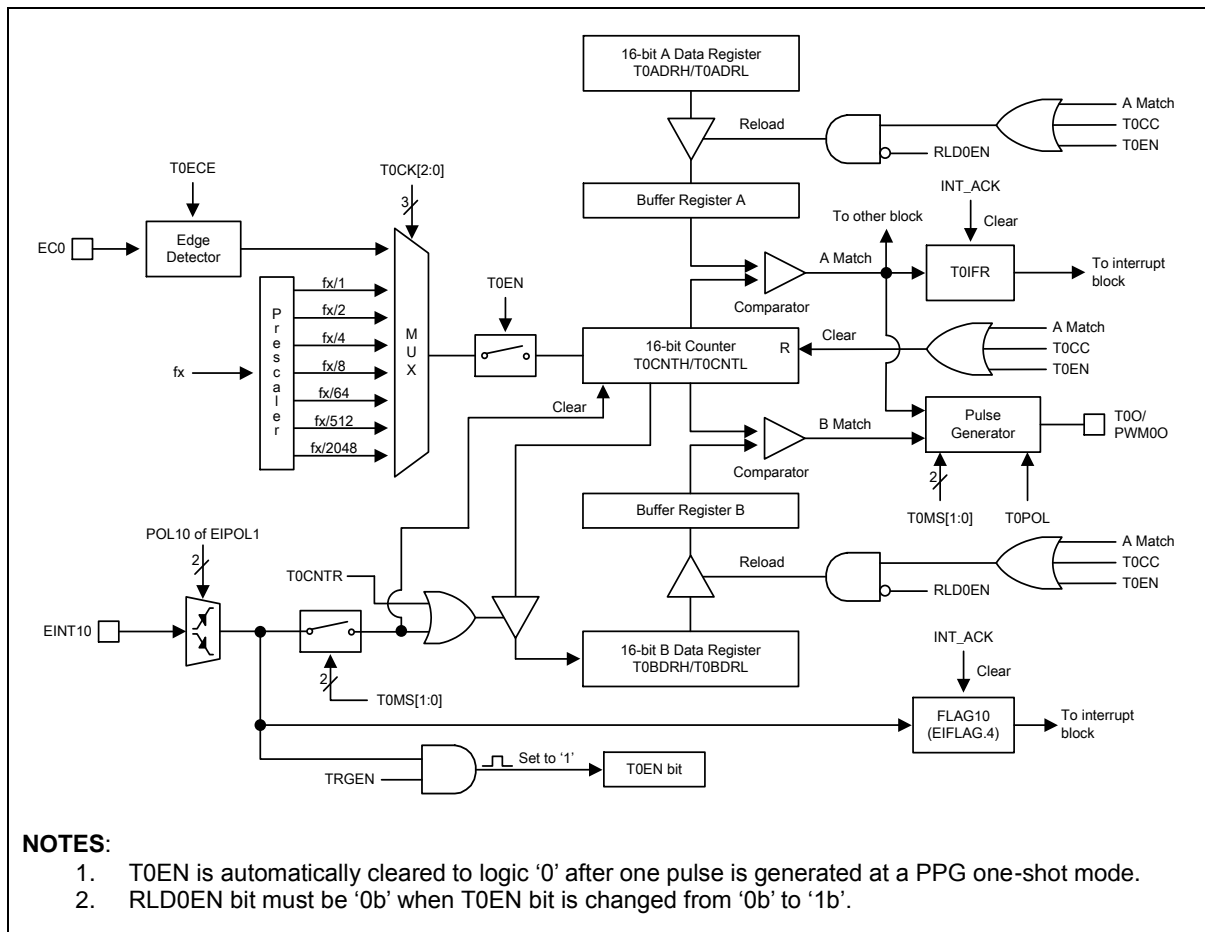 16-bit A Data Register
T0ADRH/T0ADRL
Reload
RLD0EN
A Match
T0CC
T0EN
T0ECE
T0CK[2:0]
3
EC0
Edge
Detector
Buffer Register A
INT_ACK
Clear
To other block
A Match
T0IFR
To interrupt
block
Comparator
Prescaler
fx/1
fx/2
fx/4
fx/8
fx/64
fx/512
fx/2048
fx
MUX
T0EN
16-bit Counter
T0CNTH/T0CNTL
R
Clear
A Match
T0CC
T0EN
Clear
B Match
Comparator
Pulse
Generator
T0O/
PWM0O
2
T0MS[1:0]
T0POL
Buffer Register B
POL10 of EIPOL1
2
T0CNTR
Reload
RLD0EN
A Match
T0CC
T0EN
EINT10
2
T0MS[1:0]
16-bit B Data Register
T0BDRH/T0BDRL
INT_ACK
Clear
FLAG10
(EIFLAG.4)
To interrupt
block
TRGEN
Set to ‘1’
T0EN bit
NOTES:
1. T0EN is automatically cleared to logic ‘0’ after one pulse is generated at a PPG one-shot mode.
2. RLD0EN bit must be ‘0b’ when T0EN bit is changed from ‘0b’ to ‘1b’.